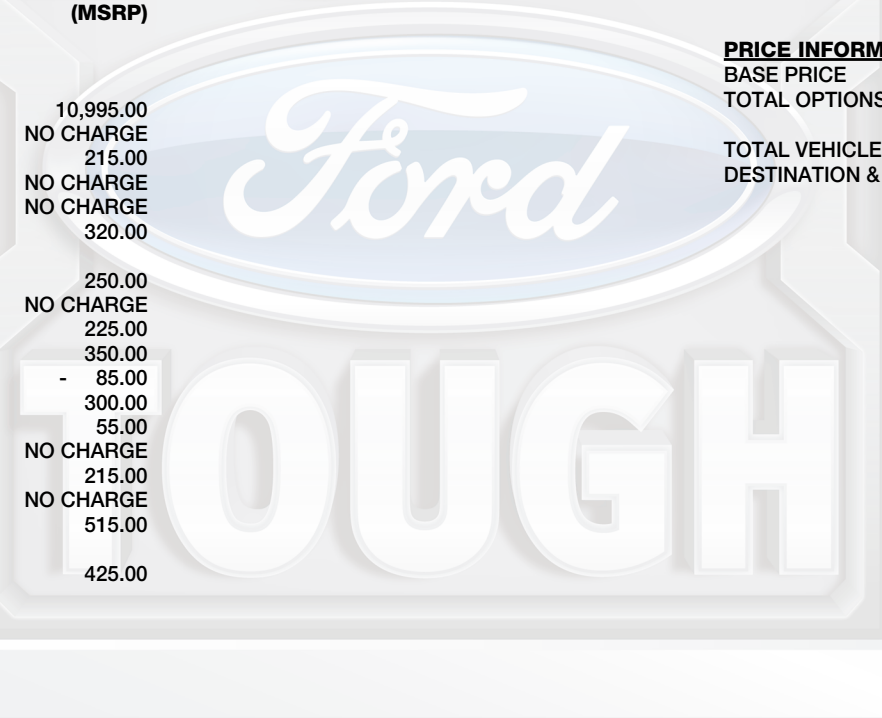 (MSRP)
10,995.00
NO CHARGE
215.00
NO CHARGE
NO CHARGE
320.00
250.00
NO CHARGE
225.00
350.00
- 85.00
300.00
55.00
NO CHARGE
215.00
NO CHARGE
515.00
425.00
PRICE INFORM
BASE PRICE
TOTAL OPTIONS
TOTAL VEHICLE
DESTINATION &
Ford
TOUGH